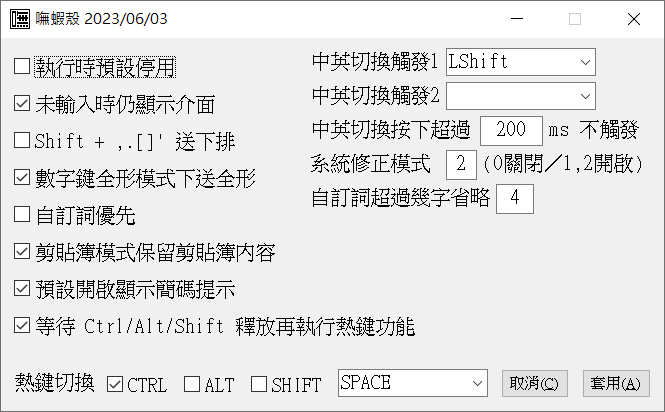 嘸蝦殼 2023/06/03
執行時預設停用
未輸入時仍顯示介面
Shift + ,.[]' 送下排
數字鍵全形模式下送全形
自訂詞優先
剪貼簿模式保留剪貼簿內容
預設開啟顯示簡碼提示
等待 Ctrl/Alt/Shift 釋放再執行熱鍵功能
中英切換觸發1 LShift
中英切換觸發2
中英切換按下超過 200 ms 不觸發
系統修正模式 2 (0關閉／1,2開啟)
自訂詞超過幾字省略 4
熱鍵切換 CTRL ALT SHIFT SPACE 取消(C) 套用(A)